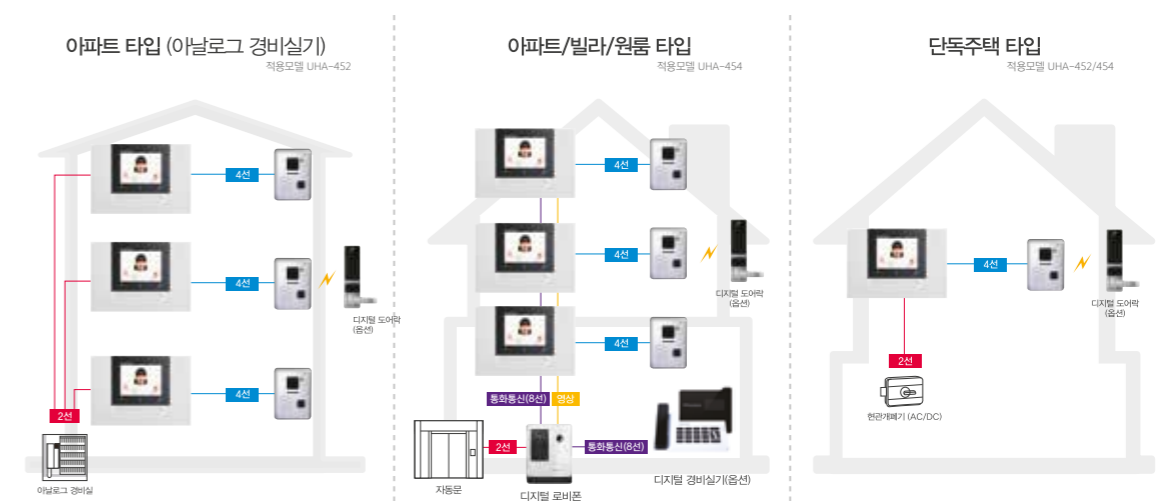 아파트 타입 (아날로그 경비실기)
적용모델 UHA-452
4선
4선
디지털 도어락
(옵션)
4선
2선
아날로그 경비실
아파트/빌라/원룸 타입
적용모델 UHA-454
4선
4선
디지털 도어락
(옵션)
4선
통화통신(8선) 영상
2선
통화통신(8선)
자동문
디지털 로비폰
디지털 경비실기(옵션)
단독주택 타입
적용모델 UHA-452/454
4선
디지털 도어락
(옵션)
2선
현관개폐기 (AC/DC)